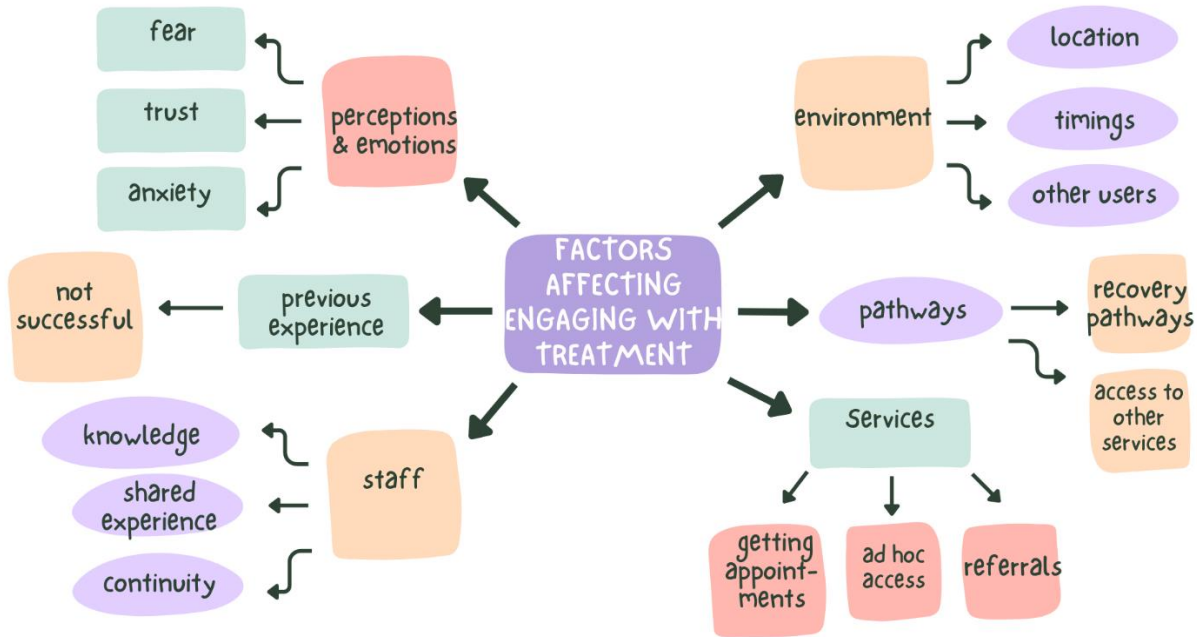 fear
trust
anxiety
perceptions
& emotions
environment
location
timings
other users
FACTORS
AFFECTING
ENGAGING WITH
TREATMENT
not
successful
previous
experience
pathways
recovery
pathways
access to
other
services
knowledge
shared
experience
continuity
staff
Services
getting
appoint-
ments
ad hoc
access
referrals